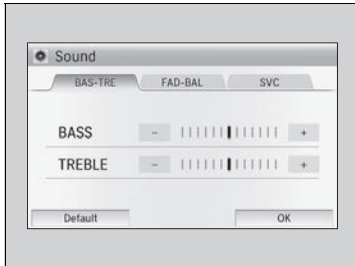 Sound
BAS-TRE FAD-BAL SVC
BASS - +
TREBLE - +
Default OK